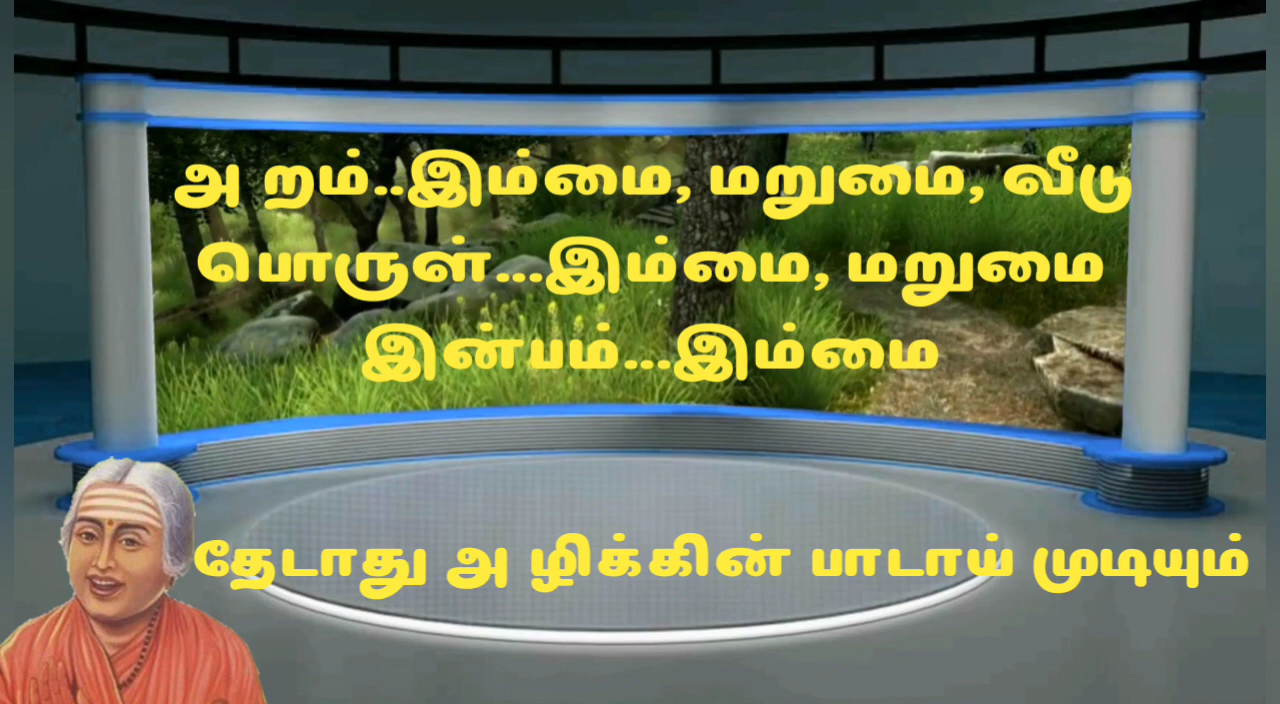 அ றம்..இம்மை, மறுமை, வீடு
பொருள்...இம்மை, மறுமை
இன்பம்...இம்மை
தேடாது அ ழிக்கின் பாடாய் முடியும்